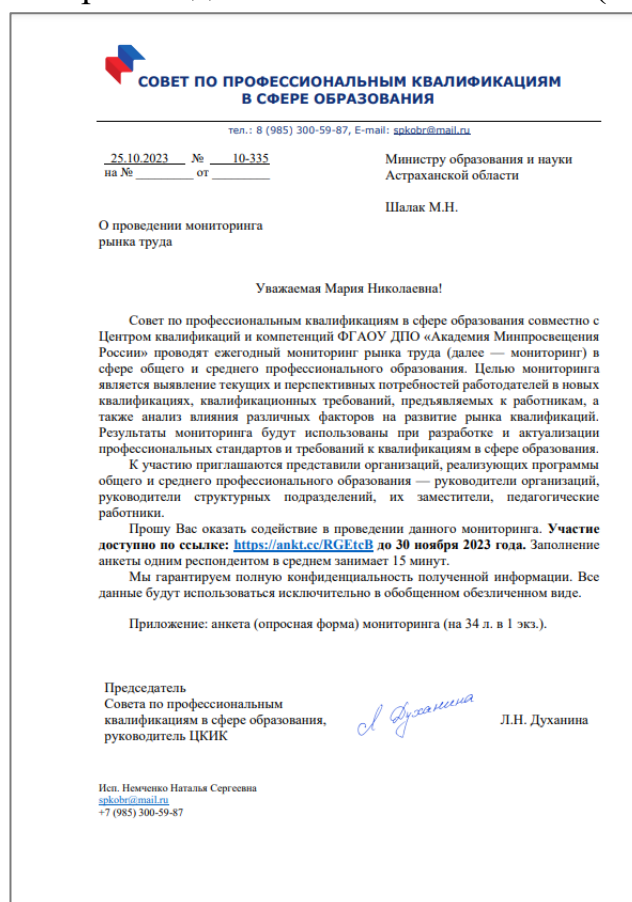 СОВЕТ ПО ПРОФЕССИОНАЛЬНЫМ КВАЛИФИКАЦИЯМ
В СФЕРЕ ОБРАЗОВАНИЯ
тел.: 8 (985) 300-59-87, E-mail: spkobr@mail.ru
25.10.2023 № 10-335
на № __________ от __________
Министру образования и науки
Астраханской области
Шалак М.Н.
О проведении мониторинга
рынка труда
Уважаемая Мария Николаевна!
Совет по профессиональным квалификациям в сфере образования совместно с
Центром квалификаций и компетенций ФГАОУ ДПО «Академия Минпросвещения
России» проводят ежегодный мониторинг рынка труда (далее — мониторинг) в
сфере общего и среднего профессионального образования. Целью мониторинга
является выявление текущих и перспективных потребностей работодателей в новых
квалификациях, квалификационных требований, предъявляемых к работникам, а
также анализ влияния различных факторов на развитие рынка квалификаций.
Результаты мониторинга будут использованы при разработке и актуализации
профессиональных стандартов и требований к квалификациям в сфере образования.
К участию приглашаются представили организаций, реализующих программы
общего и среднего профессионального образования — руководители организаций,
руководители структурных подразделений, их заместители, педагогические
работники.
Прошу Вас оказать содействие в проведении данного мониторинга. Участие
доступно по ссылке: https://ankt.cc/RGEtcB до 30 ноября 2023 года. Заполнение
анкеты одним респондентом в среднем занимает 15 минут.
Мы гарантируем полную конфиденциальность полученной информации. Все
данные будут использоваться исключительно в обобщенном обезличенном виде.
Приложение: анкета (опросная форма) мониторинга (на 34 л. в 1 экз.).
Председатель
Совета по профессиональным
квалификациям в сфере образования,
руководитель ЦКИК
Л Духанина
Л.Н. Духанина
Исп. Немченко Наталья Сергеевна
spkobr@mail.ru
+7 (985) 300-59-87